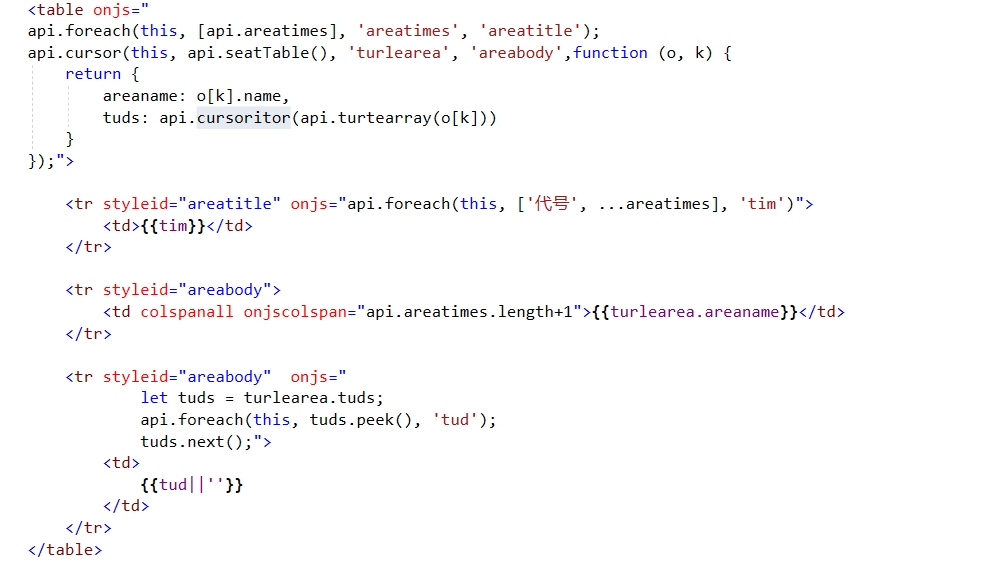 <table onjs="
api.foreach(this, [api.areatimes], 'areatimes', 'areatitle');
api.cursor(this, api.seatTable(), 'turlearea', 'areabody',function (o, k) {
    return {
        areaname: o[k].name,
        tuds: api.cursoritor(api.turtearray(o[k]))
    }
});">
    <tr styleid="areatitle" onjs="api.foreach(this, ['代号', ...areatimes], 'tim')">
        <td>{{tim}}</td>
    </tr>
    <tr styleid="areabody">
        <td colspanall onjscolspan="api.areatimes.length+1">{{turlearea.areaname}}</td>
    </tr>
    <tr styleid="areabody"  onjs="
            let tuds = turlearea.tuds;
            api.foreach(this, tuds.peek(), 'tud');
            tuds.next();">
        <td>
            {{tud||''}}
        </td>
    </tr>
</table>